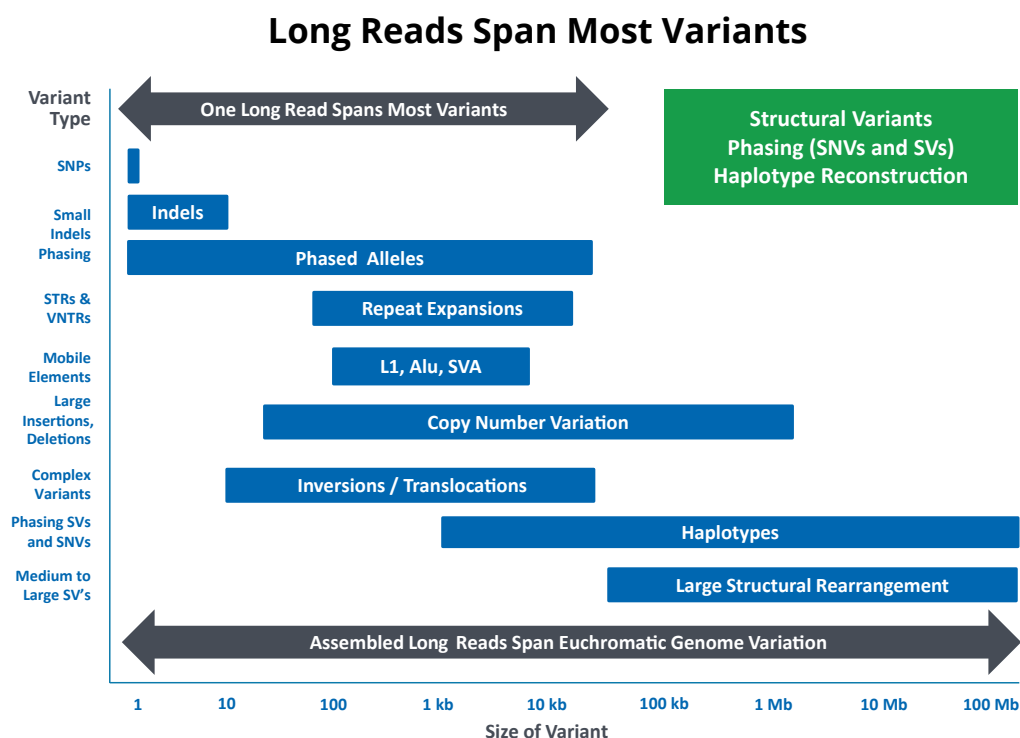 Long Reads Span Most Variants
Variant
Type
One Long Read Spans Most Variants
Structural Variants
Phasing (SNVs and SVs)
Haplotype Reconstruction
SNPs
Small
Indels
Phasing
Indels
Phased Alleles
STRs &
VNTRs
Repeat Expansions
Mobile
Elements
L1, Alu, SVA
Large
Insertions,
Deletions
Copy Number Variation
Complex
Variants
Inversions / Translocations
Phasing SVs
and SNVs
Haplotypes
Medium to
Large SV's
Large Structural Rearrangement
Assembled Long Reads Span Euchromatic Genome Variation
1 10 100 1 kb 10 kb 100 kb 1 Mb 10 Mb 100 Mb
Size of Variant